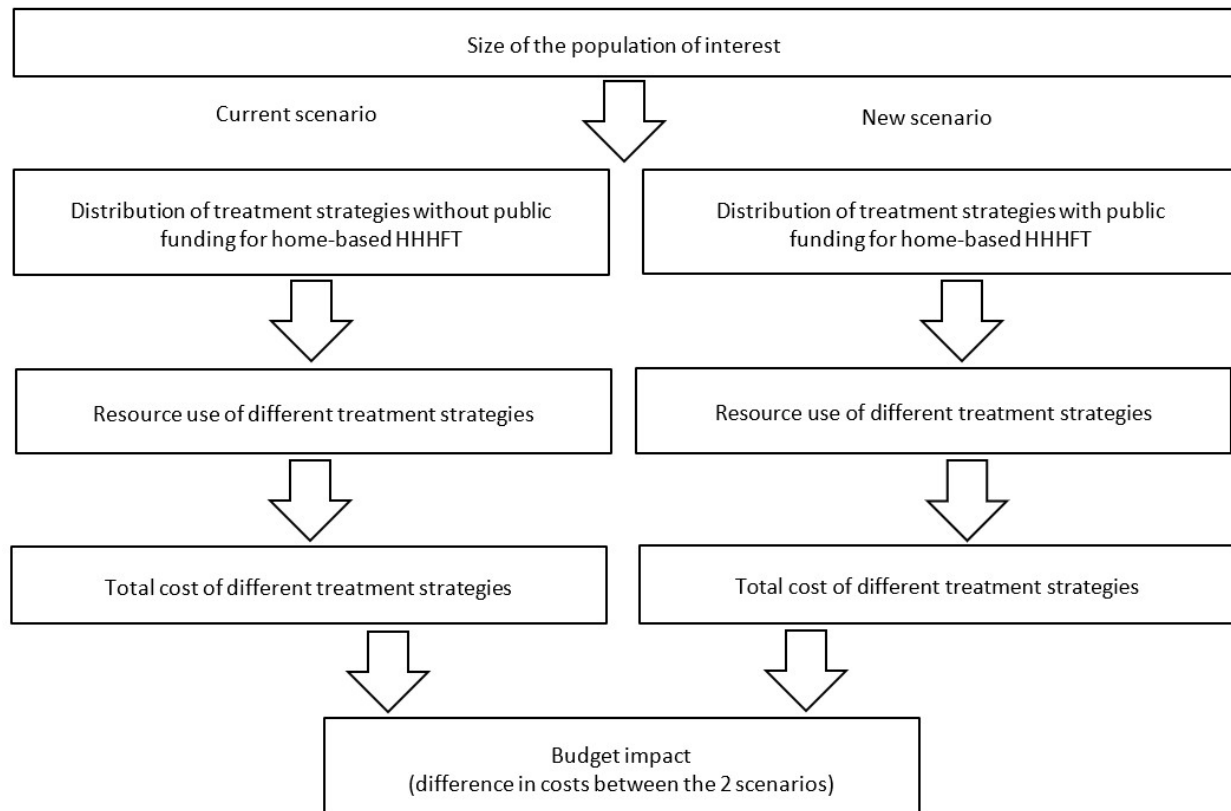 Size of the population of interest
Current scenario
New scenario
Distribution of treatment strategies without public
funding for home-based HHHFT
Distribution of treatment strategies with public
funding for home-based HHHFT
Resource use of different treatment strategies
Resource use of different treatment strategies
Total cost of different treatment strategies
Total cost of different treatment strategies
Budget impact
(difference in costs between the 2 scenarios)